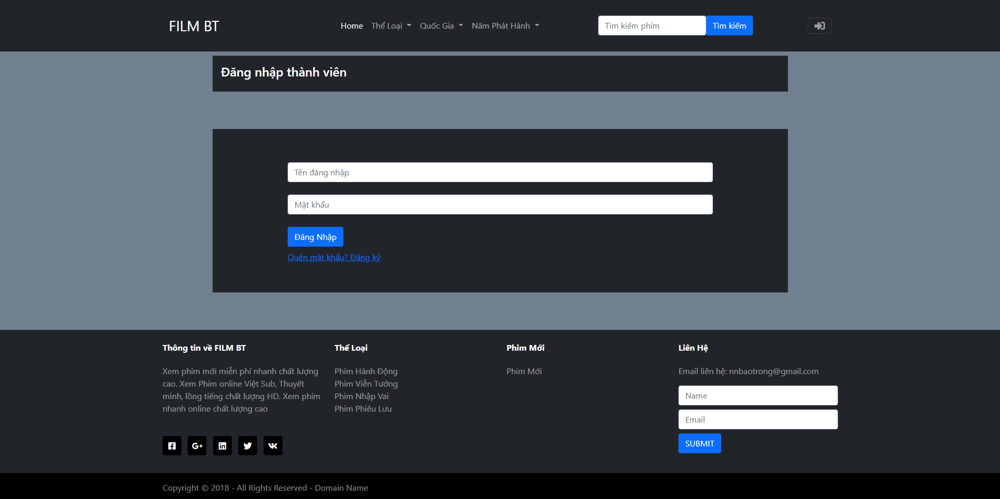 FILM BT
Home Thể Loại Quốc Gia Năm Phát Hành
Tìm kiếm phim Tìm kiếm
Đăng nhập thành viên
Tên đăng nhập
Mật khẩu
Đăng Nhập
Quên mật khẩu? Đăng ký
Thông tin về FILM BT
Xem phim mới miễn phí nhanh chất lượng
cao. Xem Phim online Việt Sub, Thuyết
minh, lồng tiếng chất lượng HD. Xem phim
nhanh online chất lượng cao
Thể Loại
Phim Hành Động
Phim Viễn Tưởng
Phim Nhập Vai
Phim Phiêu Lưu
Phim Mới
Phim Mới
Liên Hệ
Email liên hệ: nnbaotrong@gmail.com
Name
Email
SUBMIT
Copyright © 2018 - All Rights Reserved - Domain Name